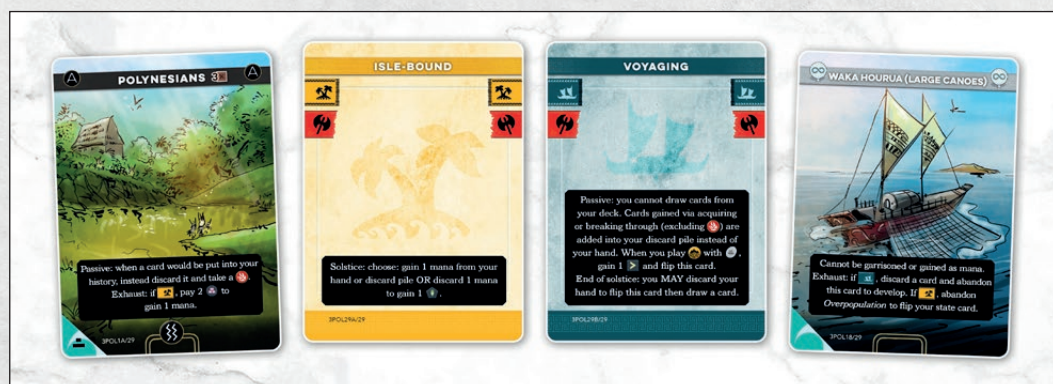 POLYNESIANS
Passive: when a card would be put into your
history, instead discard it and take a
Exhaust: if , pay 2 to
gain 1 mana.
3POL1A/29
ISLE-BOUND
Solstice: choose: gain 1 mana from your
hand or discard pile OR discard 1 mana
to gain 1 .
3POL29A/29
VOYAGING
Passive: you cannot draw cards from
your deck. Cards gained via acquiring
or breaking through (excluding ) are
added into your discard pile instead of
your hand. When you play with ,
gain 1 and flip this card.
End of solstice: you MAY discard your
hand to flip this card then draw a card.
3POL29B/29
WAKA HOURUA (LARGE CANOES)
Cannot be garrisoned or gained as mana.
Exhaust: if , discard a card and abandon
this card to develop. If , abandon
Overpopulation to flip your state card.
3POL18/29